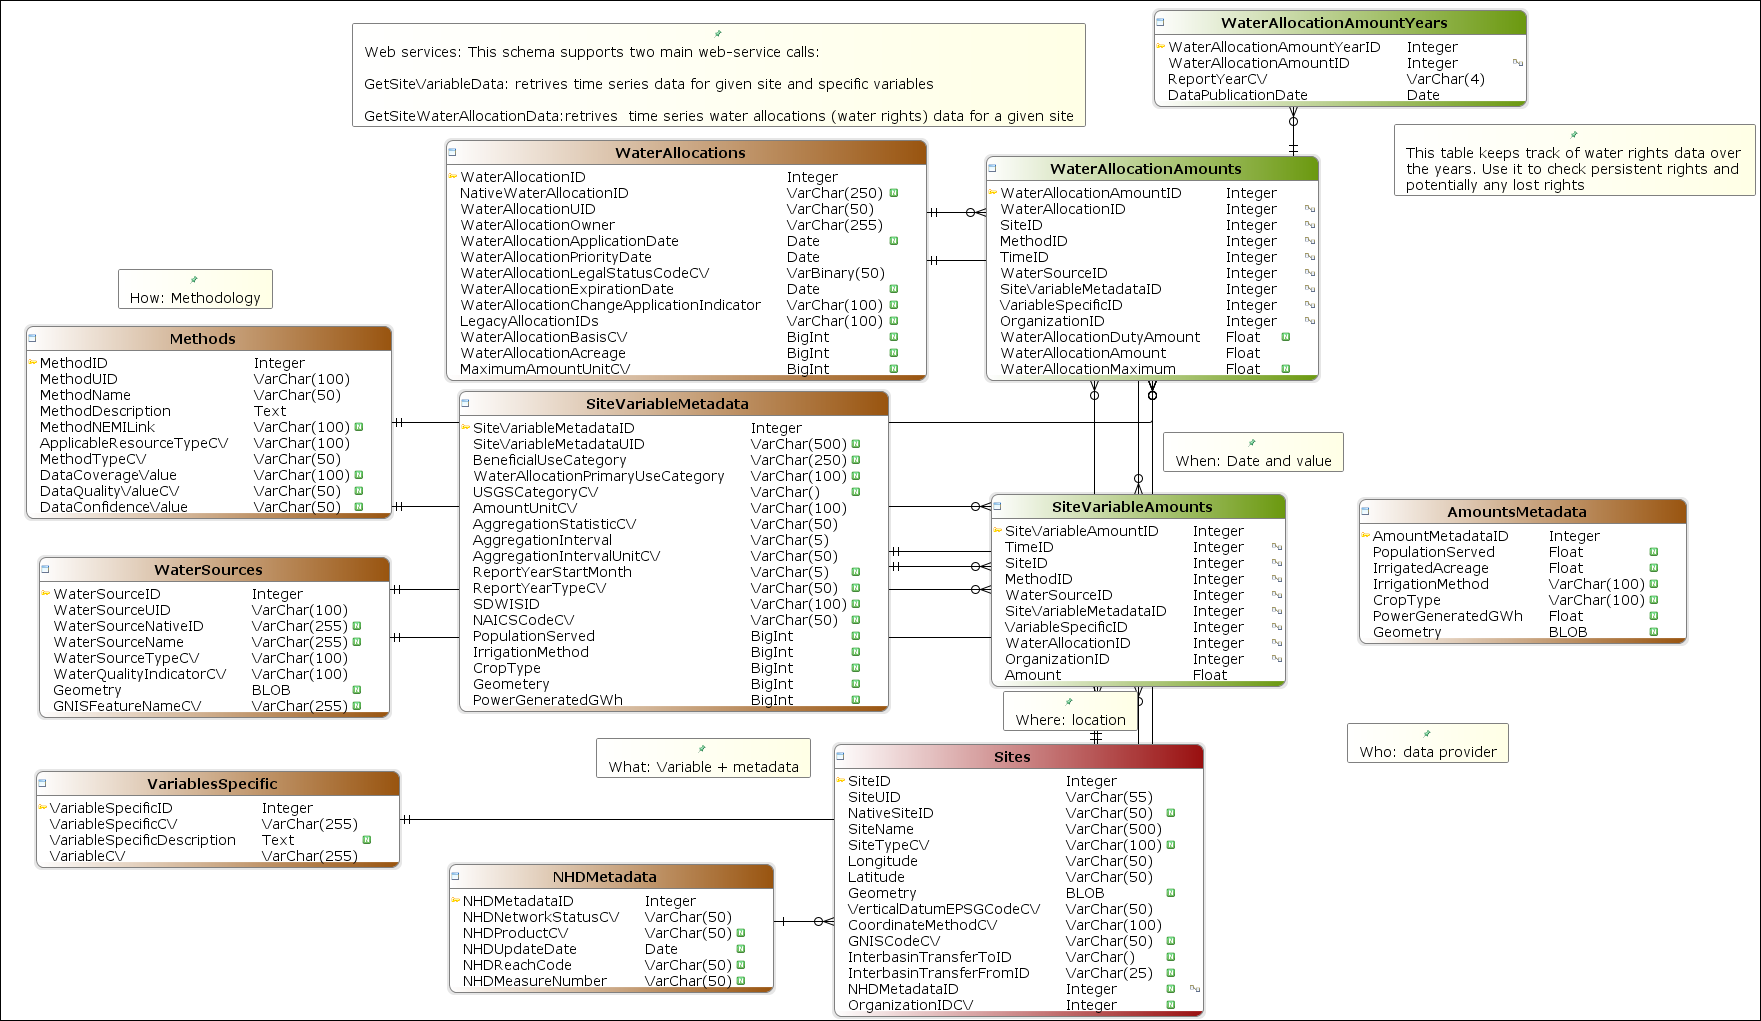 Web services: This schema supports two main web-service calls:
GetSiteVariableData: retrives time series data for given site and specific variables
GetSiteWaterAllocationData:retrives time series water allocations (water rights) data for a given site
WaterAllocationAmountYears
WaterAllocationAmountYearID Integer
WaterAllocationAmountID Integer
ReportYearCV VarChar(4)
DataPublicationDate Date
This table keeps track of water rights data over
the years. Use it to check persistent rights and
potentially any lost rights
WaterAllocations
WaterAllocationID Integer
NativeWaterAllocationID VarChar(250) N
WaterAllocationUID VarChar(50)
WaterAllocationOwner VarChar(255)
WaterAllocationApplicationDate Date N
WaterAllocationPriorityDate Date
WaterAllocationLegalStatusCodeCV VarBinary(50)
WaterAllocationExpirationDate Date N
WaterAllocationChangeApplicationIndicator VarChar(100) N
LegacyAllocationIDs VarChar(100) N
WaterAllocationBasisCV BigInt N
WaterAllocationAcreage BigInt N
MaximumAmountUnitCV BigInt N
WaterAllocationAmounts
WaterAllocationAmountID Integer
WaterAllocationID Integer
SiteID Integer
MethodID Integer
TimeID Integer
WaterSourceID Integer
SiteVariableMetadataID Integer
VariableSpecificID Integer
OrganizationID Integer
WaterAllocationDutyAmount Float N
WaterAllocationAmount Float
WaterAllocationMaximum Float N
How: Methodology
Methods
MethodID Integer
MethodUID VarChar(100)
MethodName VarChar(50)
MethodDescription Text
MethodNEMILink VarChar(100) N
ApplicableResourceTypeCV VarChar(100)
MethodTypeCV VarChar(50)
DataCoverageValue VarChar(100) N
DataQualityValueCV VarChar(50) N
DataConfidenceValue VarChar(50) N
SiteVariableMetadata
SiteVariableMetadataID Integer
SiteVariableMetadataUID VarChar(500) N
BeneficialUseCategory VarChar(250) N
WaterAllocationPrimaryUseCategory VarChar(100) N
USGSCategoryCV VarChar() N
AmountUnitCV VarChar(100)
AggregationStatisticCV VarChar(50)
AggregationInterval VarChar(5)
AggregationIntervalUnitCV VarChar(50)
ReportYearStartMonth VarChar(5) N
ReportYearTypeCV VarChar(50) N
SDWISID VarChar(100) N
NAICSCodeCV VarChar(50) N
PopulationServed BigInt N
IrrigationMethod BigInt N
CropType BigInt N
Geometery BigInt N
PowerGeneratedGWh BigInt N
When: Date and value
SiteVariableAmounts
SiteVariableAmountID Integer
TimeID Integer
SiteID Integer
MethodID Integer
WaterSourceID Integer
SiteVariableMetadataID Integer
VariableSpecificID Integer
WaterAllocationID Integer
OrganizationID Integer
Amount Float
AmountsMetadata
AmountMetadataID Integer
PopulationServed Float N
IrrigatedAcreage Float N
IrrigationMethod VarChar(100) N
CropType VarChar(100) N
PowerGeneratedGWh Float N
Geometry BLOB N
WaterSources
WaterSourceID Integer
WaterSourceUID VarChar(100)
WaterSourceNativeID VarChar(255) N
WaterSourceName VarChar(255) N
WaterSourceTypeCV VarChar(100)
WaterQualityIndicatorCV VarChar(100)
Geometry BLOB N
GNISFeatureNameCV VarChar(255) N
Where: location
Who: data provider
What: Variable + metadata
VariablesSpecific
VariableSpecificID Integer
VariableSpecificCV VarChar(255)
VariableSpecificDescription Text N
VariableCV VarChar(255)
Sites
SiteID Integer
SiteUID VarChar(55)
NativeSiteID VarChar(50) N
SiteName VarChar(500)
SiteTypeCV VarChar(100) N
Longitude VarChar(50)
Latitude VarChar(50)
Geometry BLOB N
VerticalDatumEPSGCodeCV VarChar(50)
CoordinateMethodCV VarChar(100)
GNISCodeCV VarChar(50) N
InterbasinTransferToID VarChar() N
InterbasinTransferFromID VarChar(25) N
NHDMetadataID Integer N
OrganizationIDCV Integer N
NHDMetadata
NHDMetadataID Integer
NHDNetworkStatusCV VarChar(50)
NHDProductCV VarChar(50) N
NHDUpdateDate Date N
NHDReachCode VarChar(50) N
NHDMeasureNumber VarChar(50) N